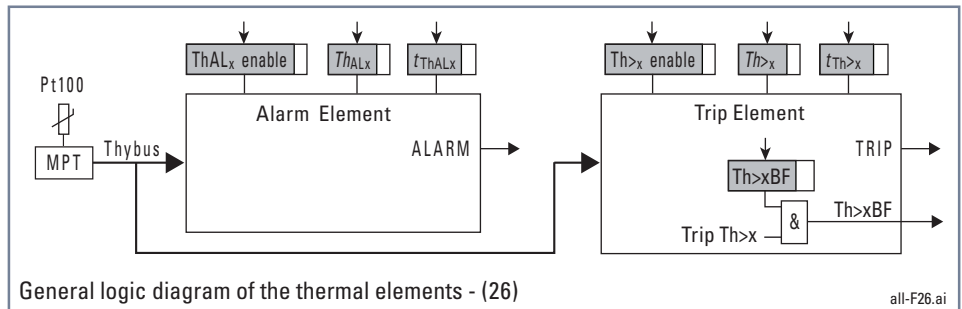 ThALx enable
ThALx
tThALx
Th>x enable
Th>x
tTh>x
Pt100
MPT
Thybus
Alarm Element
ALARM
Trip Element
TRIP
Th>xBF
&
Th>xBF
Trip Th>x
General logic diagram of the thermal elements - (26)
all-F26.ai